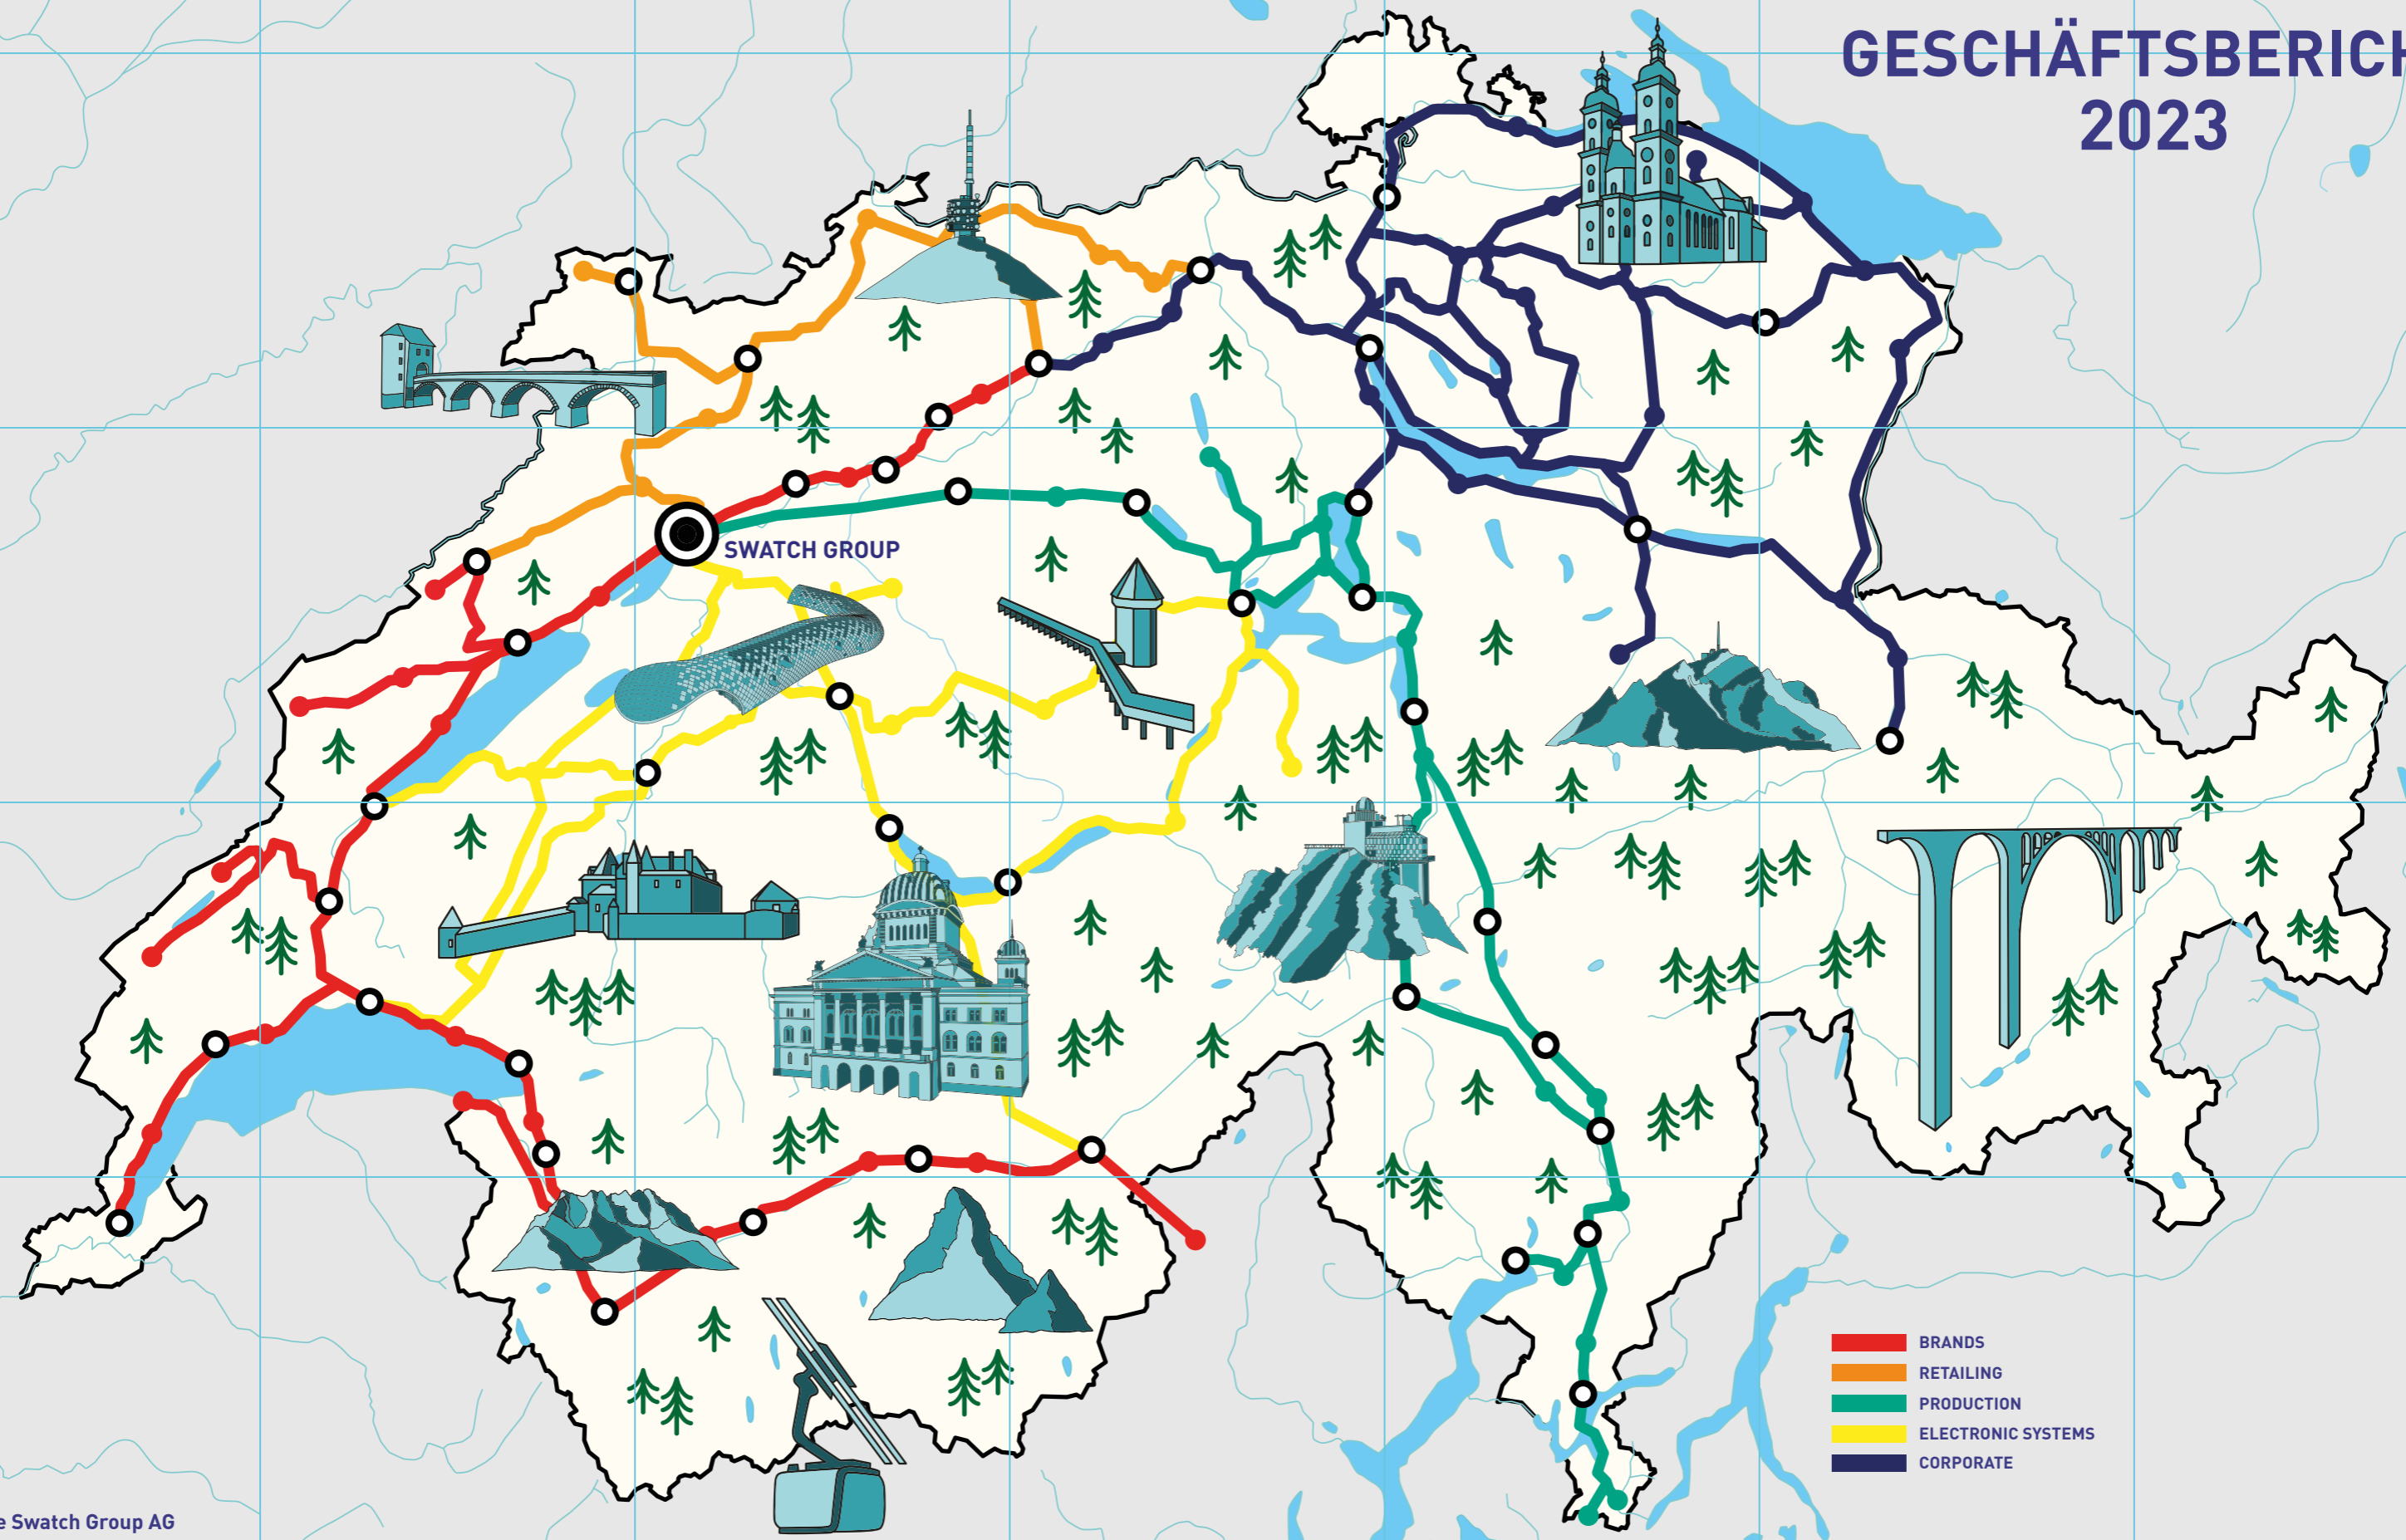 GESCHÄFTSBERICH
2023
SWATCH GROUP
BRANDS
RETAILING
PRODUCTION
ELECTRONIC SYSTEMS
CORPORATE
e Swatch Group AG